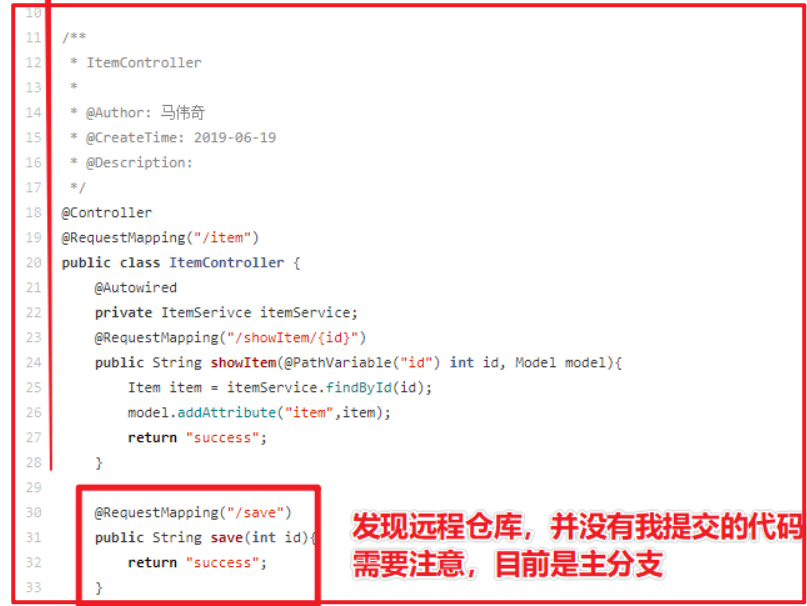 10
11 /**
12  * ItemController
13  *
14  * @Author: 马伟奇
15  * @CreateTime: 2019-06-19
16  * @Description:
17  */
18 @Controller
19 @RequestMapping("/item")
20 public class ItemController {
21     @Autowired
22     private ItemSerivce itemService;
23     @RequestMapping("/showItem/{id}")
24     public String showItem(@PathVariable("id") int id, Model model){
25         Item item = itemService.findById(id);
26         model.addAttribute("item",item);
27         return "success";
28     }
29
30     @RequestMapping("/save")
31     public String save(int id){
32         return "success";
33     }
发现远程仓库，并没有我提交的代码
需要注意，目前是主分支